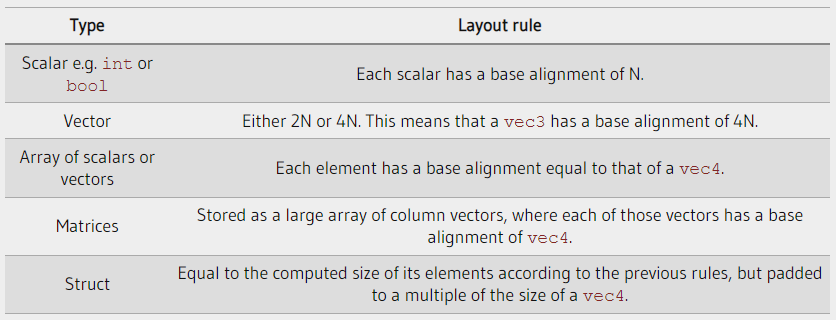 Type Layout rule
Scalar e.g. int or
bool
Each scalar has a base alignment of N.
Vector Either 2N or 4N. This means that a vec3 has a base alignment of 4N.
Array of scalars or
vectors
Each element has a base alignment equal to that of a vec4.
Matrices
Stored as a large array of column vectors, where each of those vectors has a base
alignment of vec4.
Struct
Equal to the computed size of its elements according to the previous rules, but padded
to a multiple of the size of a vec4.